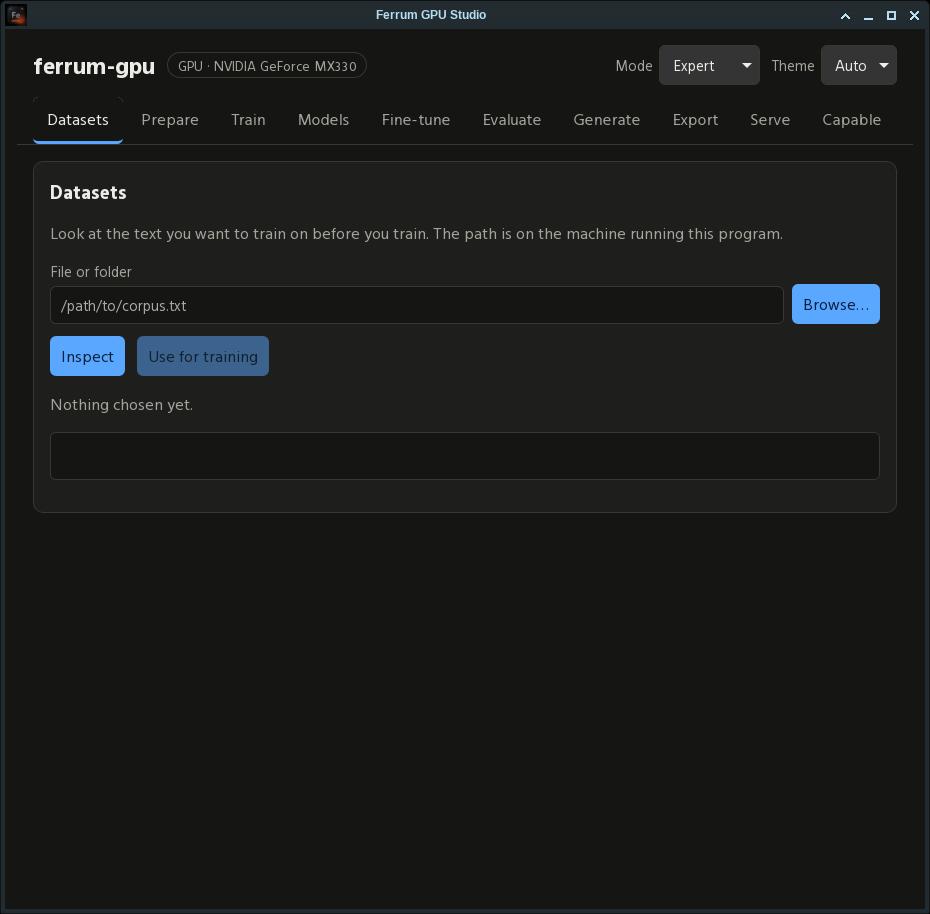 Fe
Ferrum GPU Studio
ferrum-gpu GPU · NVIDIA GeForce MX330 Mode Expert Theme Auto
Datasets Prepare Train Models Fine-tune Evaluate Generate Export Serve Capable
Datasets
Look at the text you want to train on before you train. The path is on the machine running this program.
File or folder
/path/to/corpus.txt Browse...
Inspect Use for training
Nothing chosen yet.